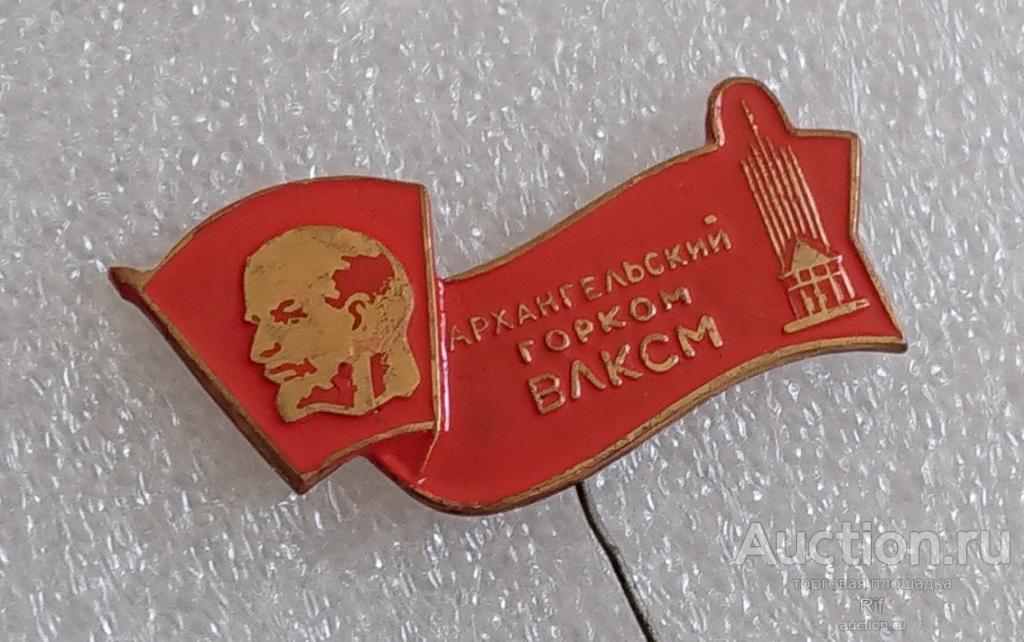 АРХАНГЕЛЬСКИЙ
ГОРКОМ
ВЛКСМ
Auction.ru
торговая площадка
Rif
auction.ru